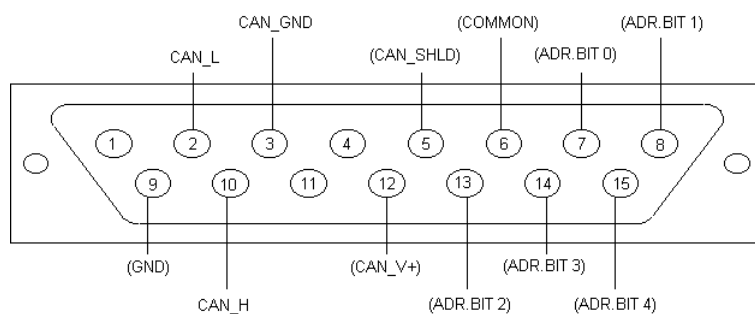 CAN_GND
(COMMON)
(ADR.BIT 1)
CAN_L
(CAN_SHLD)
(ADR.BIT 0)
1 2 3 4 5 6 7 8
9 10 11 12 13 14 15
(GND)
(CAN_V+)
(ADR.BIT 3)
CAN_H
(ADR.BIT 2)
(ADR.BIT 4)